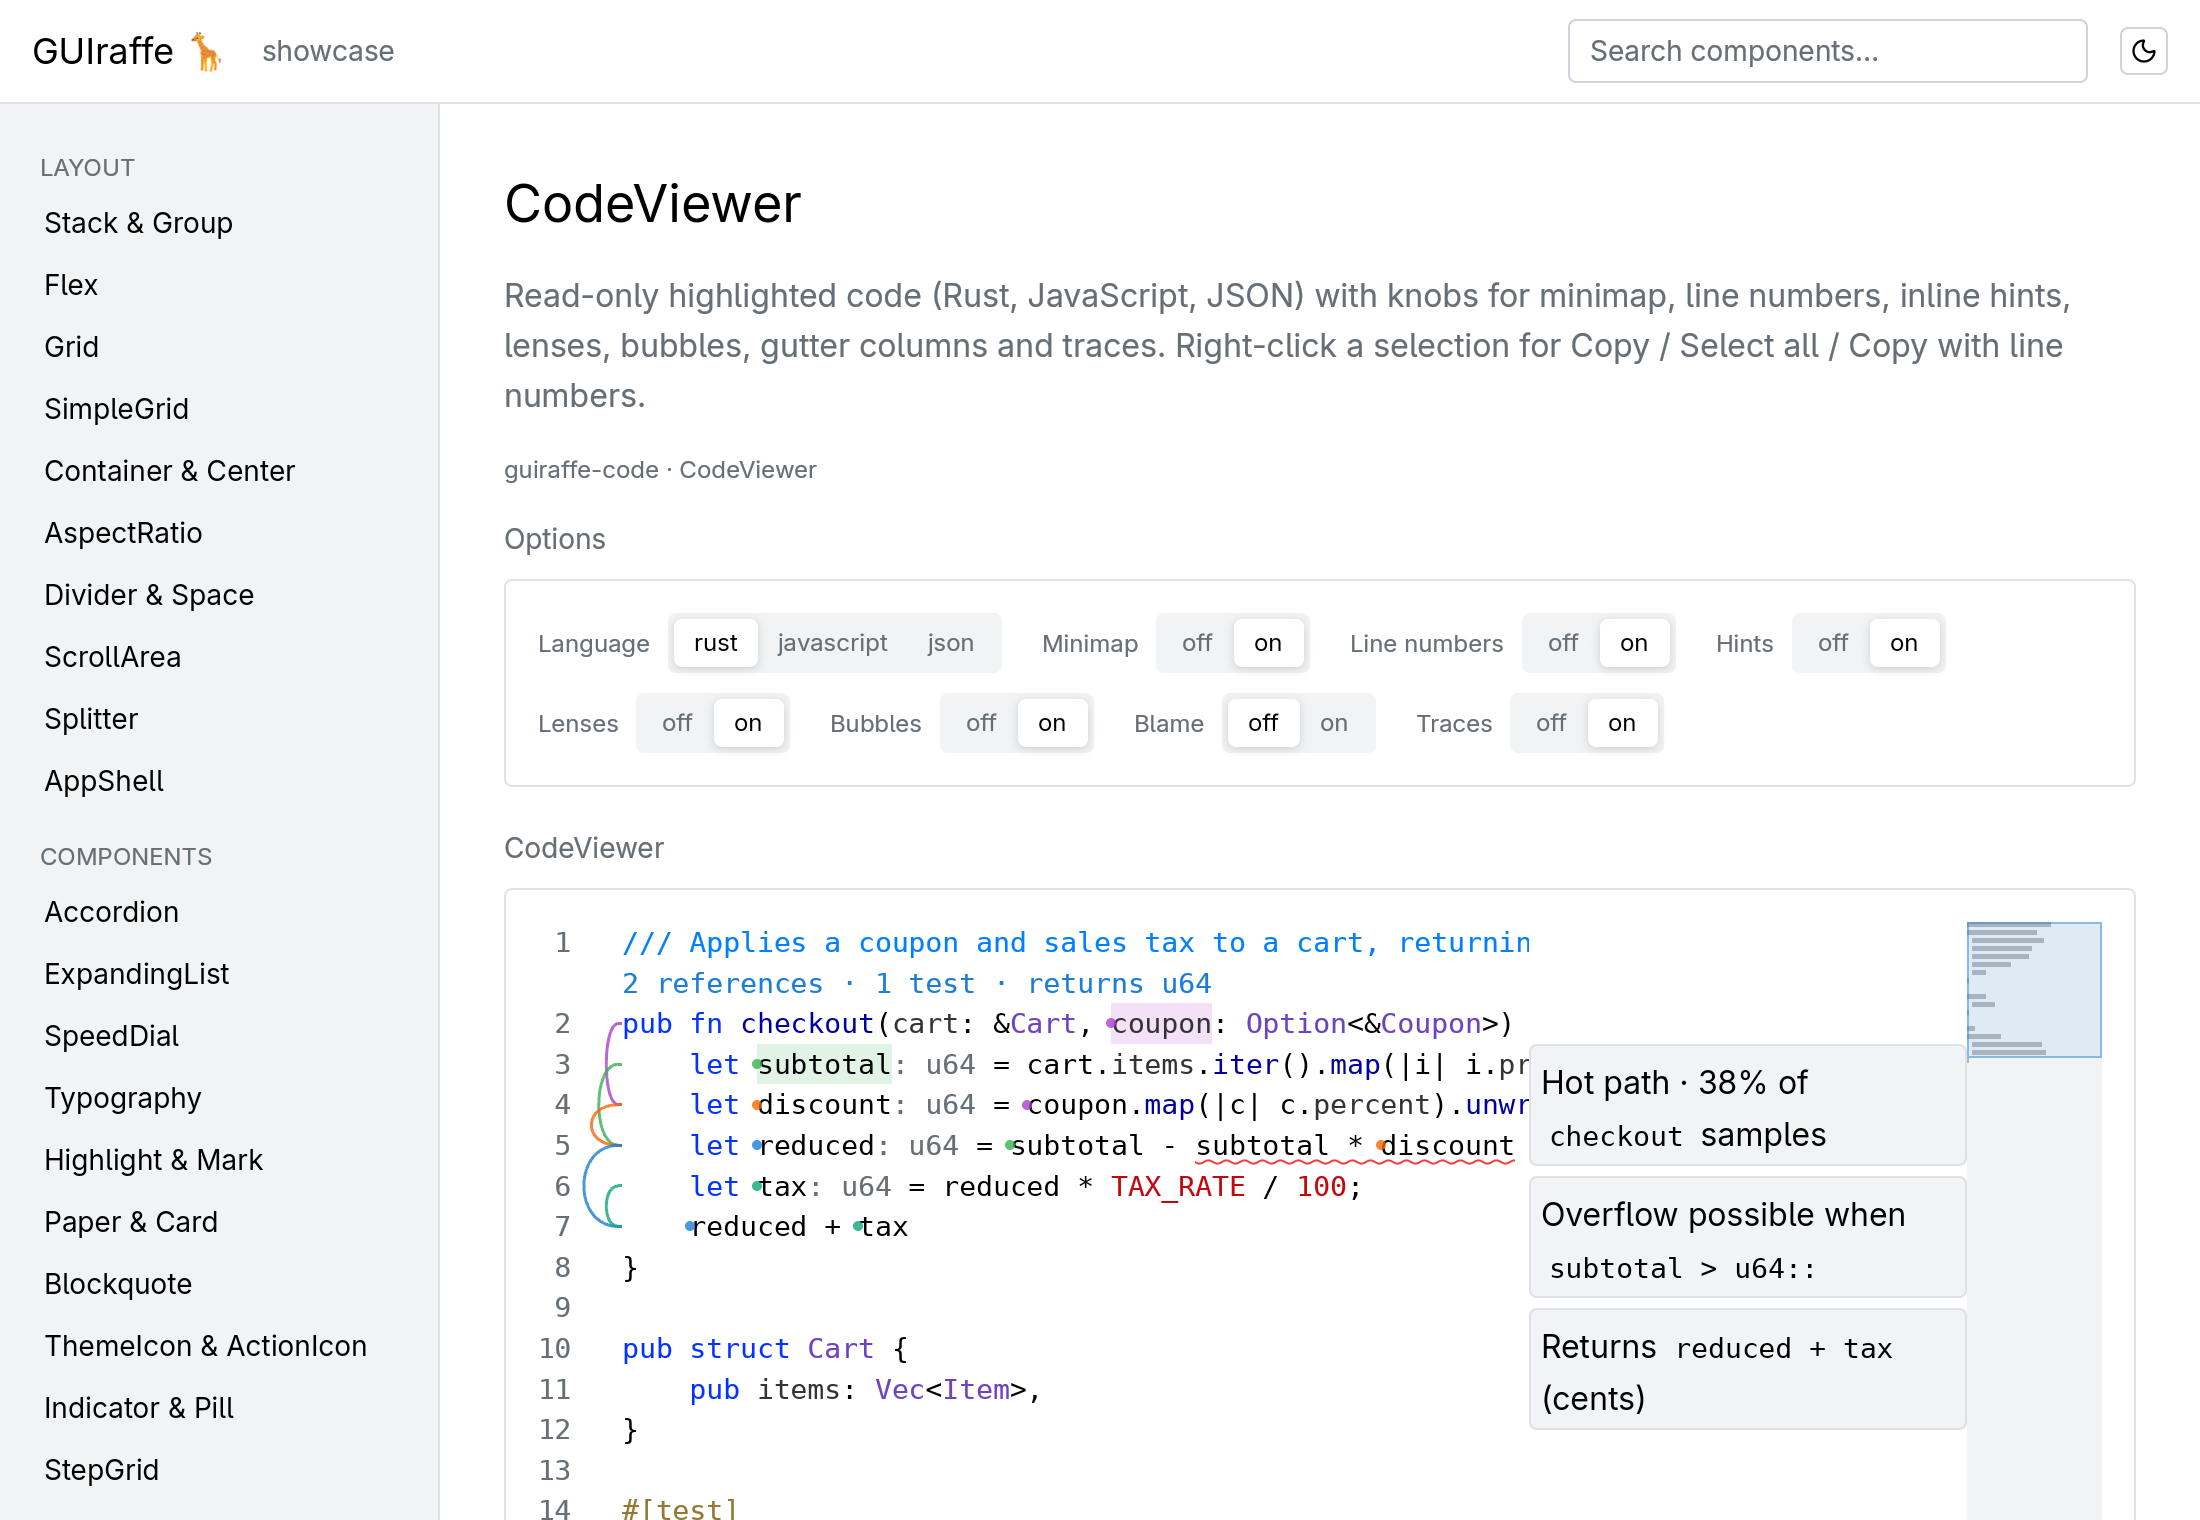 GUIraffe 🦒 showcase Search components...
LAYOUT
Stack & Group
Flex
Grid
SimpleGrid
Container & Center
AspectRatio
Divider & Space
ScrollArea
Splitter
AppShell
COMPONENTS
Accordion
ExpandingList
SpeedDial
Typography
Highlight & Mark
Paper & Card
Blockquote
ThemeIcon & ActionIcon
Indicator & Pill
StepGrid
CodeViewer
Read-only highlighted code (Rust, JavaScript, JSON) with knobs for minimap, line numbers, inline hints,
lenses, bubbles, gutter columns and traces. Right-click a selection for Copy / Select all / Copy with line
numbers.
guiraffe-code · CodeViewer
Options
Language rust javascript json Minimap off on Line numbers off on Hints off on
Lenses off on Bubbles off on Blame off on Traces off on
CodeViewer
1 /// Applies a coupon and sales tax to a cart, returnin
2 references · 1 test · returns u64
2 pub fn checkout(cart: &Cart, coupon: Option<&Coupon>)
3 let subtotal: u64 = cart.items.iter().map(|i| i.pr
4 let discount: u64 = coupon.map(|c| c.percent).unwr
5 let reduced: u64 = subtotal - subtotal * discount
6 let tax: u64 = reduced * TAX_RATE / 100;
7 reduced + tax
8 }
9
10 pub struct Cart {
11 pub items: Vec<Item>,
12 }
13
14 #[test]
Hot path · 38% of
checkout samples
Overflow possible when
subtotal > u64::
Returns reduced + tax
(cents)